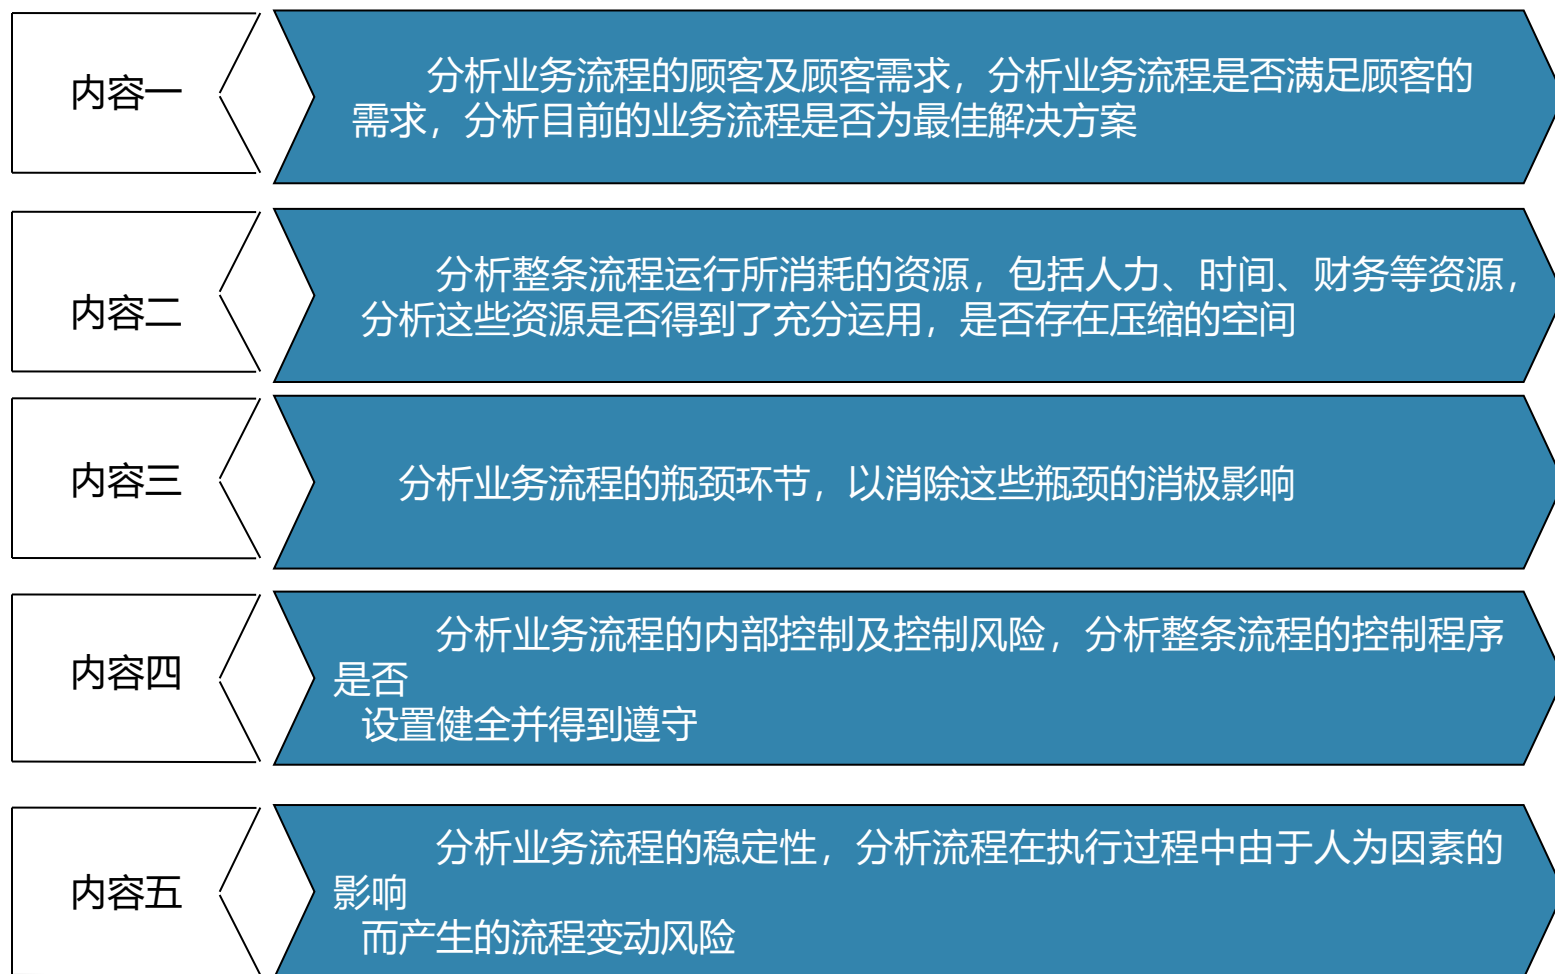 内容一
分析业务流程的顾客及顾客需求，分析业务流程是否满足顾客的
需求，分析目前的业务流程是否为最佳解决方案
内容二
分析整条流程运行所消耗的资源，包括人力、时间、财务等资源，
分析这些资源是否得到了充分运用，是否存在压缩的空间
内容三
分析业务流程的瓶颈环节，以消除这些瓶颈的消极影响
内容四
分析业务流程的内部控制及控制风险，分析整条流程的控制程序
是否
设置健全并得到遵守
内容五
分析业务流程的稳定性，分析流程在执行过程中由于人为因素的
影响
而产生的流程变动风险